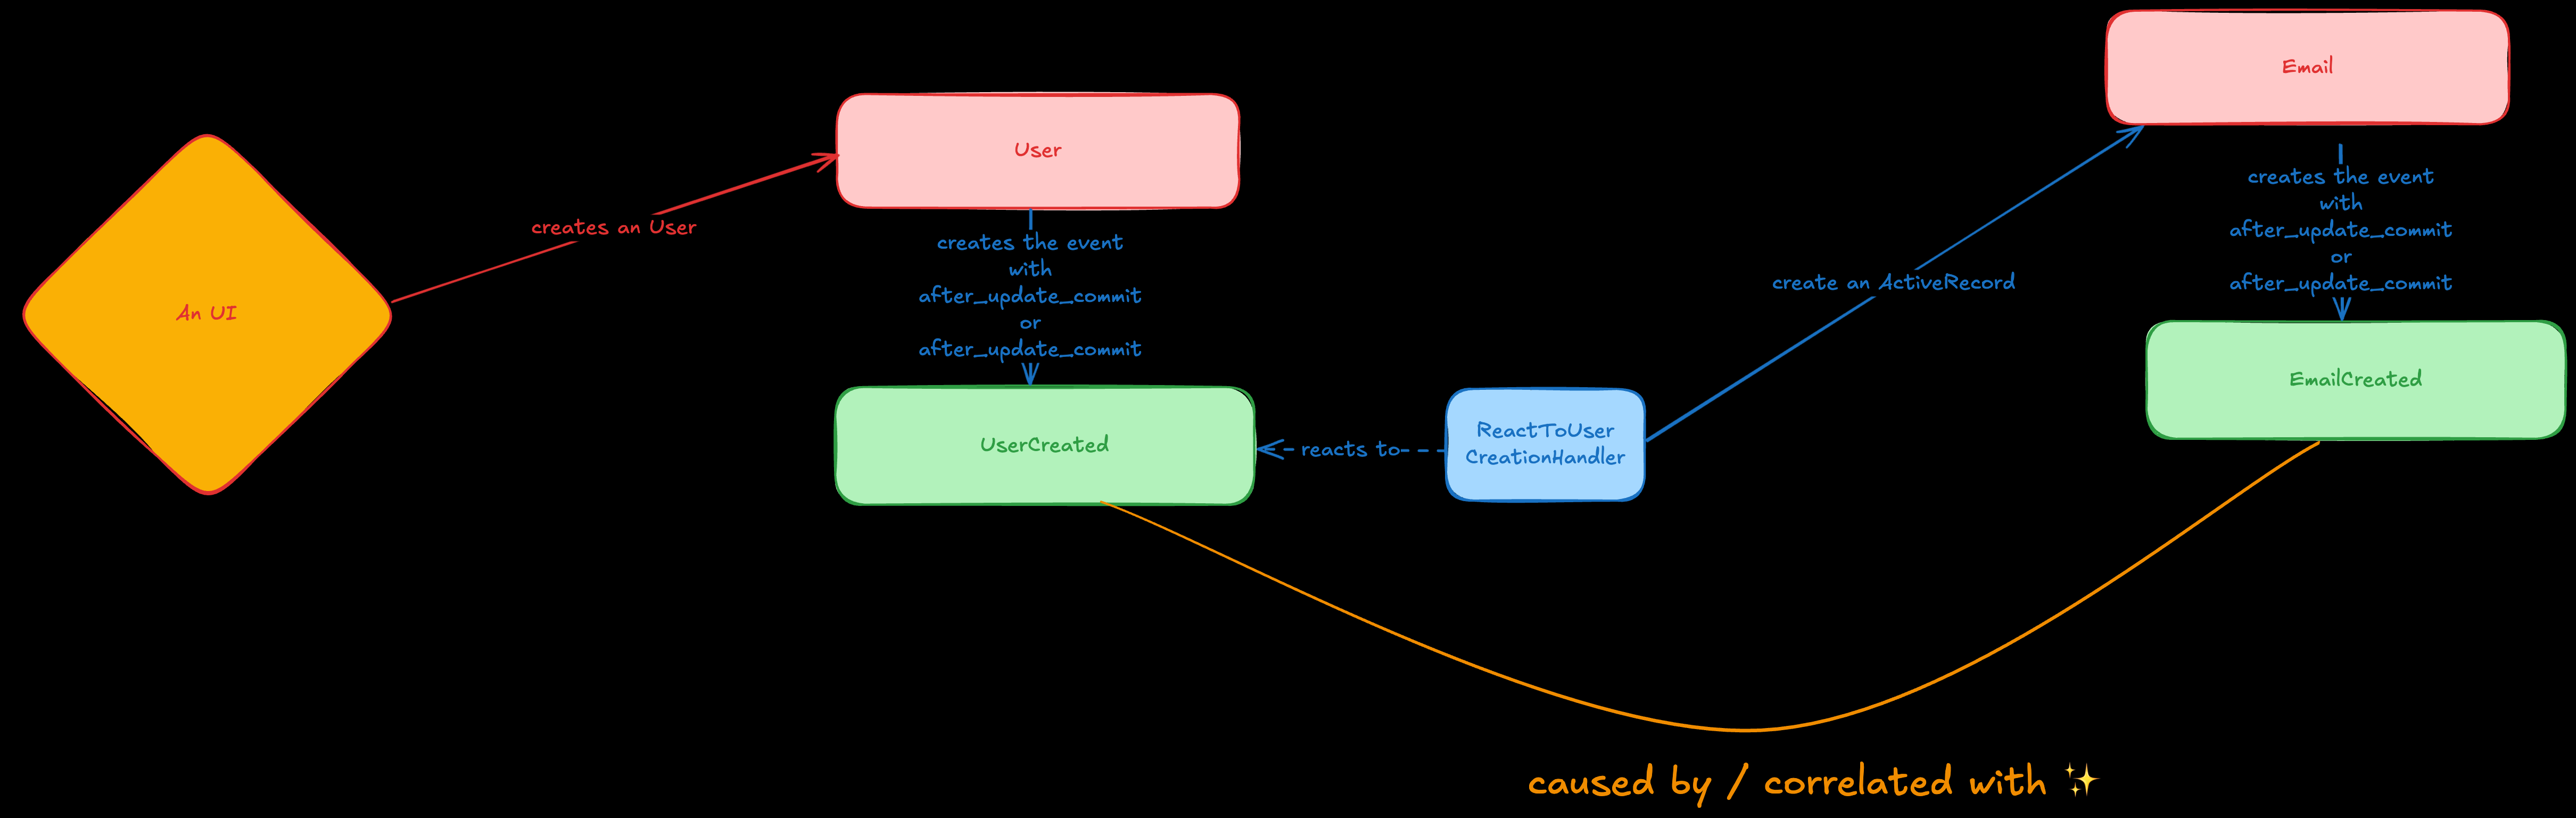 An UI
creates an User
User
creates the event
with
after_update_commit
or
after_update_commit
UserCreated
reacts to
ReactToUser
CreationHandler
create an ActiveRecord
Email
creates the event
with
after_update_commit
or
after_update_commit
EmailCreated
caused by / correlated with ✨